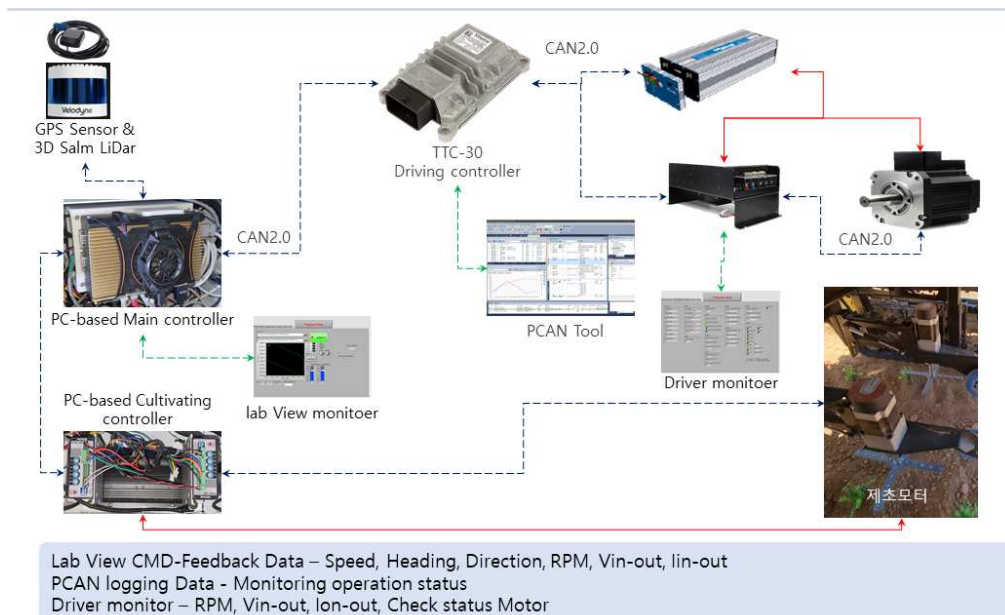 CAN2.0
Velodyne
GPS Sensor &
3D Salm LiDar
TTC-30
Driving controller
CAN2.0
CAN2.0
PC-based Main controller
PCAN Tool
Driver monitoer
lab View monitoer
PC-based Cultivating
controller
제초모터
Lab View CMD-Feedback Data – Speed, Heading, Direction, RPM, Vin-out, Iin-out
PCAN logging Data - Monitoring operation status
Driver monitor – RPM, Vin-out, Ion-out, Check status Motor